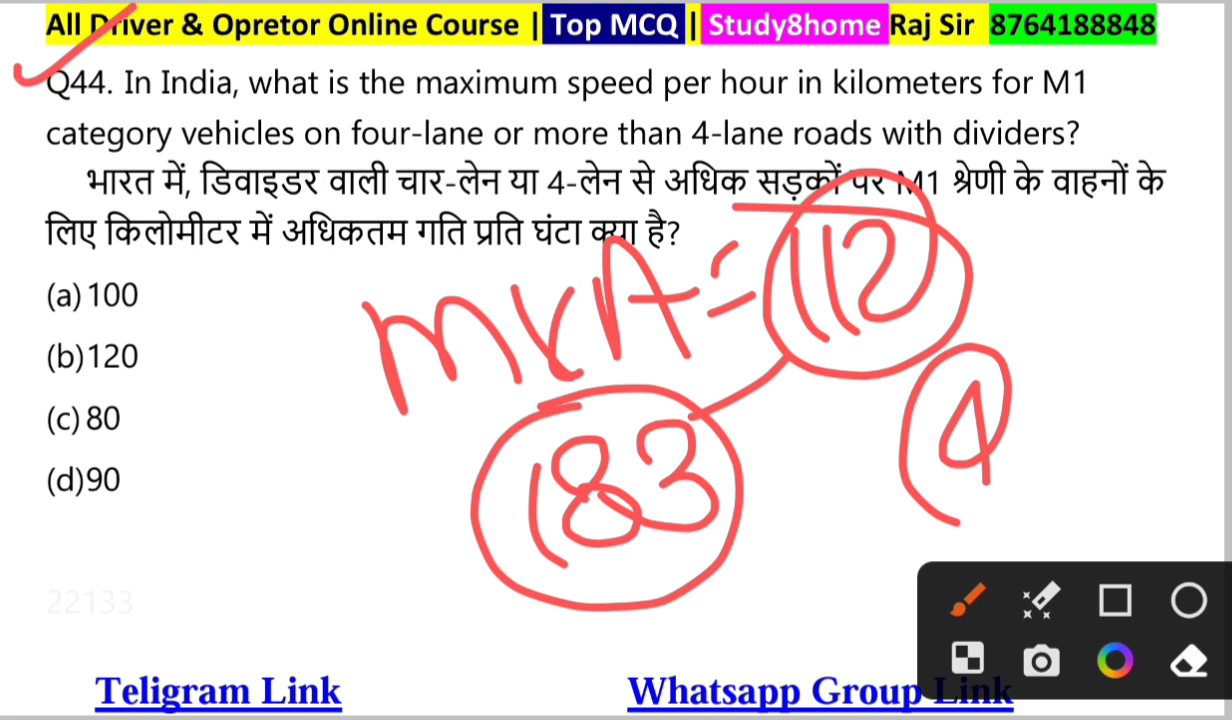 All Driver & Opretor Online Course | Top MCQ | Study8home Raj Sir 8764188848
Q44. In India, what is the maximum speed per hour in kilometers for M1
category vehicles on four-lane or more than 4-lane roads with dividers?
भारत में, डिवाइडर वाली चार-लेन या 4-लेन से अधिक सड़कों पर M1 श्रेणी के वाहनों के
लिए किलोमीटर में अधिकतम गति प्रति घंटा क्या है?
(a) 100
MVA = 112
(b) 120
(c) 80
4
(d) 90
183
22133
Teligram Link
Whatsapp Group Link